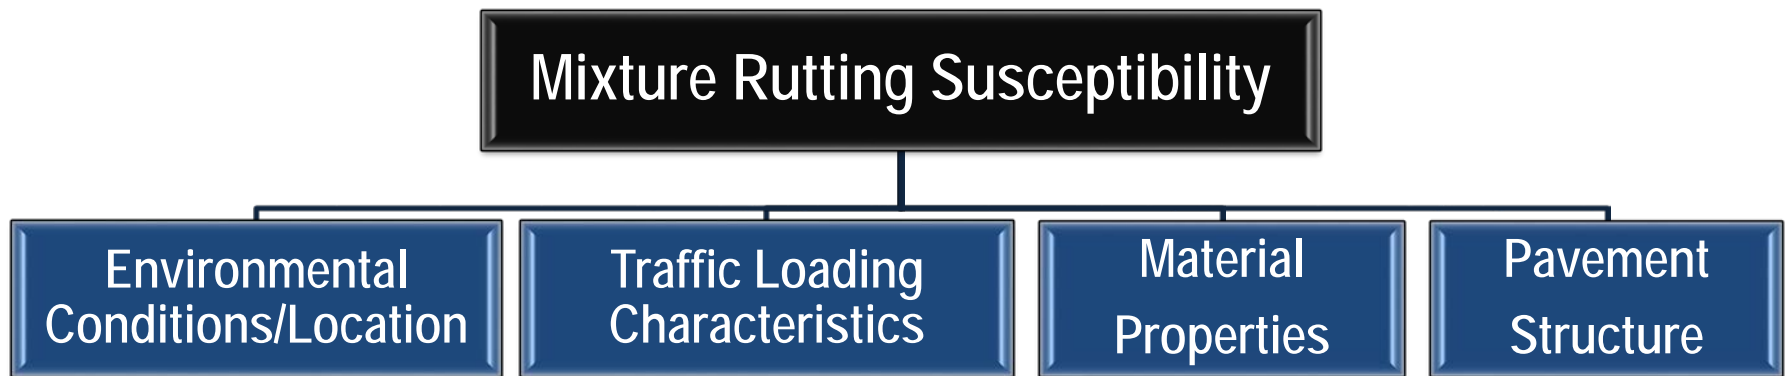 Mixture Rutting Susceptibility
Environmental
Conditions/Location
Traffic Loading
Characteristics
Material
Properties
Pavement
Structure